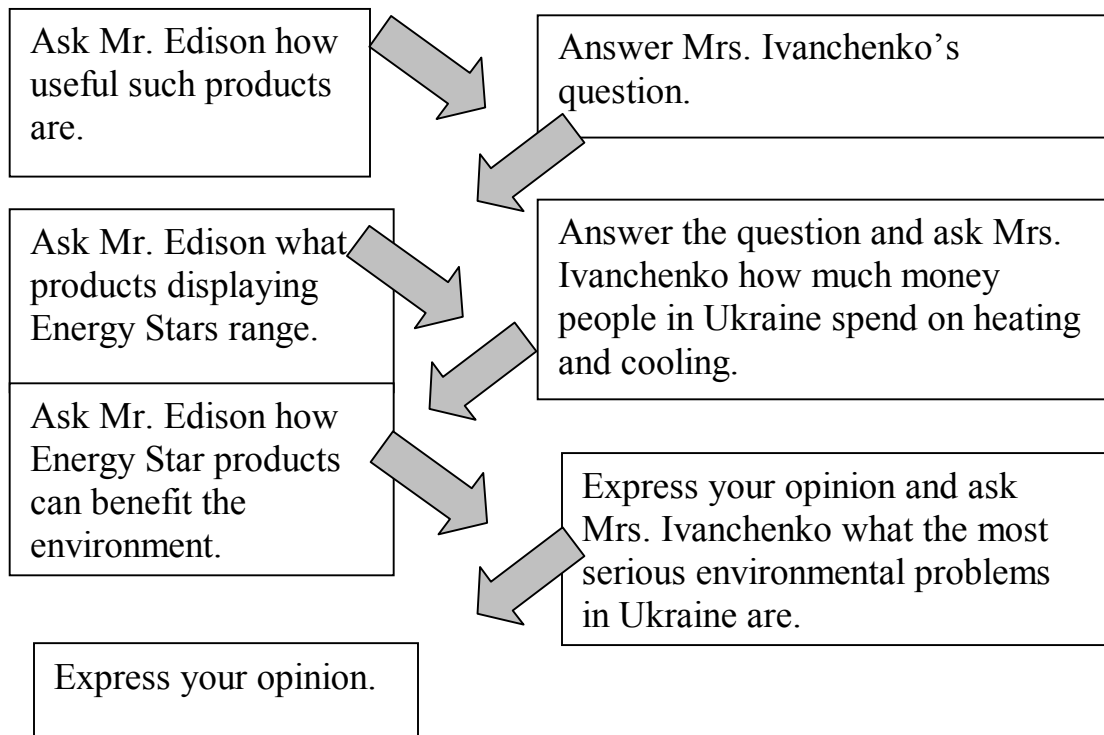 Ask Mr. Edison how
useful such products
are.
Answer Mrs. Ivanchenko’s
question.
Ask Mr. Edison what
products displaying
Energy Stars range.
Answer the question and ask Mrs.
Ivanchenko how much money
people in Ukraine spend on heating
and cooling.
Ask Mr. Edison how
Energy Star products
can benefit the
environment.
Express your opinion and ask
Mrs. Ivanchenko what the most
serious environmental problems
in Ukraine are.
Express your opinion.